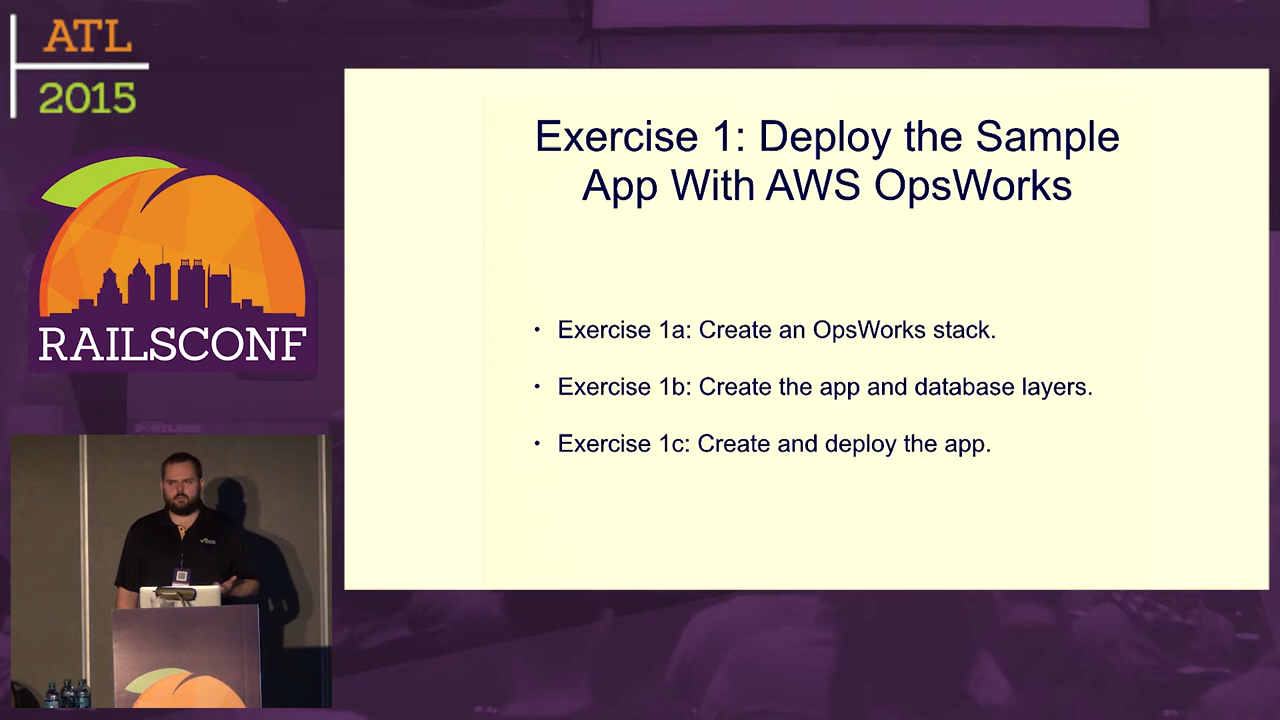 ATL
2015
RAILSCONF
Exercise 1: Deploy the Sample
App With AWS OpsWorks
• Exercise 1a: Create an OpsWorks stack.
• Exercise 1b: Create the app and database layers.
• Exercise 1c: Create and deploy the app.
PORTLAND